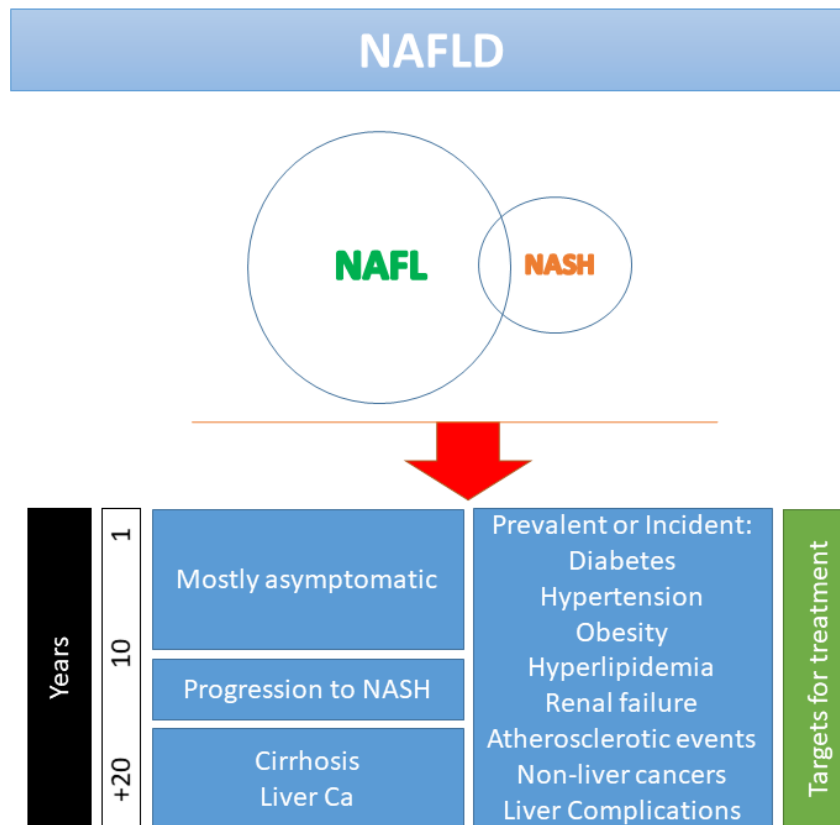 NAFLD
NAFL
NASH
Years
1
10
+20
Mostly asymptomatic
Progression to NASH
Cirrhosis
Liver Ca
Prevalent or Incident:
Diabetes
Hypertension
Obesity
Hyperlipidemia
Renal failure
Atherosclerotic events
Non-liver cancers
Liver Complications
Targets for treatment